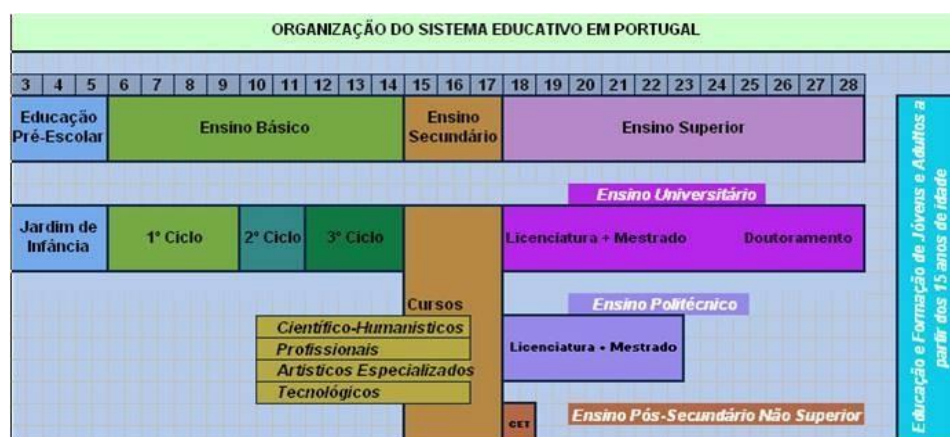 ORGANIZAÇÃO DO SISTEMA EDUCATIVO EM PORTUGAL
3 4 5 6 7 8 9 10 11 12 13 14 15 16 17 18 19 20 21 22 23 24 25 26 27 28
Educação
Pré-Escolar
Ensino Básico
Ensino
Secundário
Ensino Superior
Ensino Universitário
Jardim de
Infância
1º Ciclo
2º Ciclo
3º Ciclo
Licenciatura + Mestrado
Doutoramento
Cursos
Científico-Humanísticos
Profissionais
Artísticos Especializados
Tecnológicos
Ensino Politécnico
Licenciatura + Mestrado
CET
Ensino Pós-Secundário Não Superior
Educação e Formação de Jóvens e Adultos a
partir dos 15 anos de idade